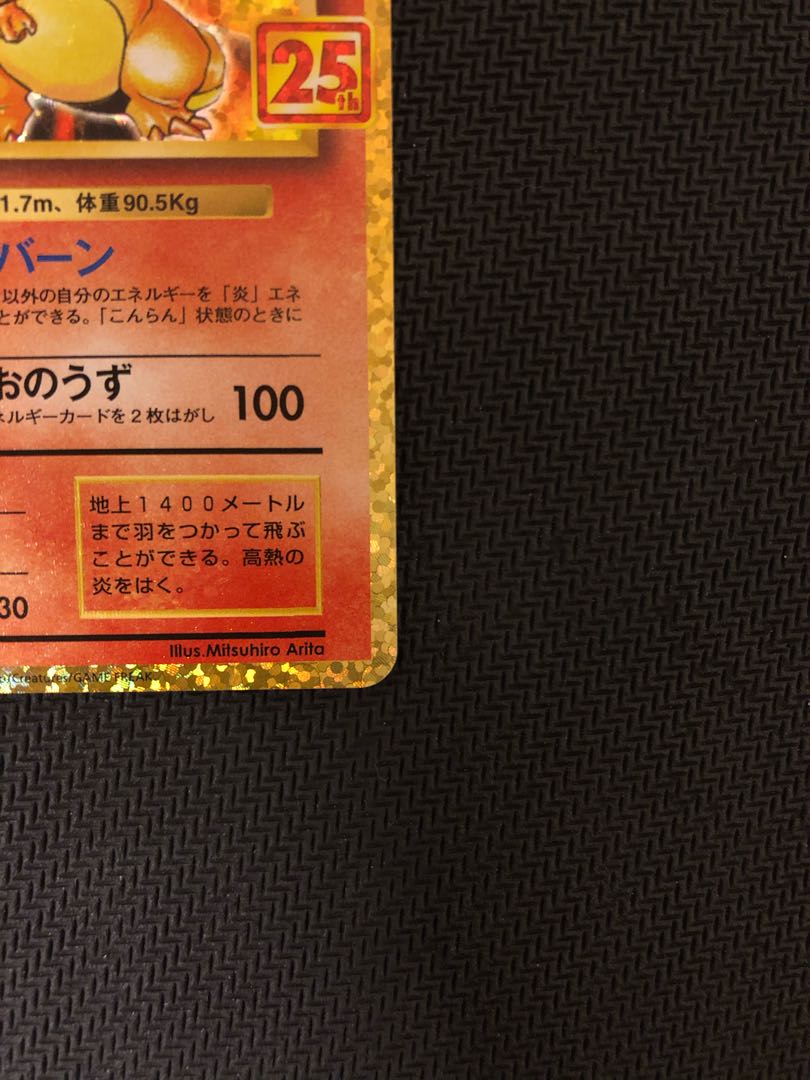 25th
1.7m、体重90.5Kg
バーン
以外の自分のエネルギーを「炎」エネ
とができる。「こんらん」状態のときに
おのうず 100
ネルギーカードを2枚はがし
地上1400メートル
まで羽をつかって飛ぶ
ことができる。高熱の
炎をはく。
30
Illus.Mitsuhiro Arita
/Creatures/GAME FREAK.